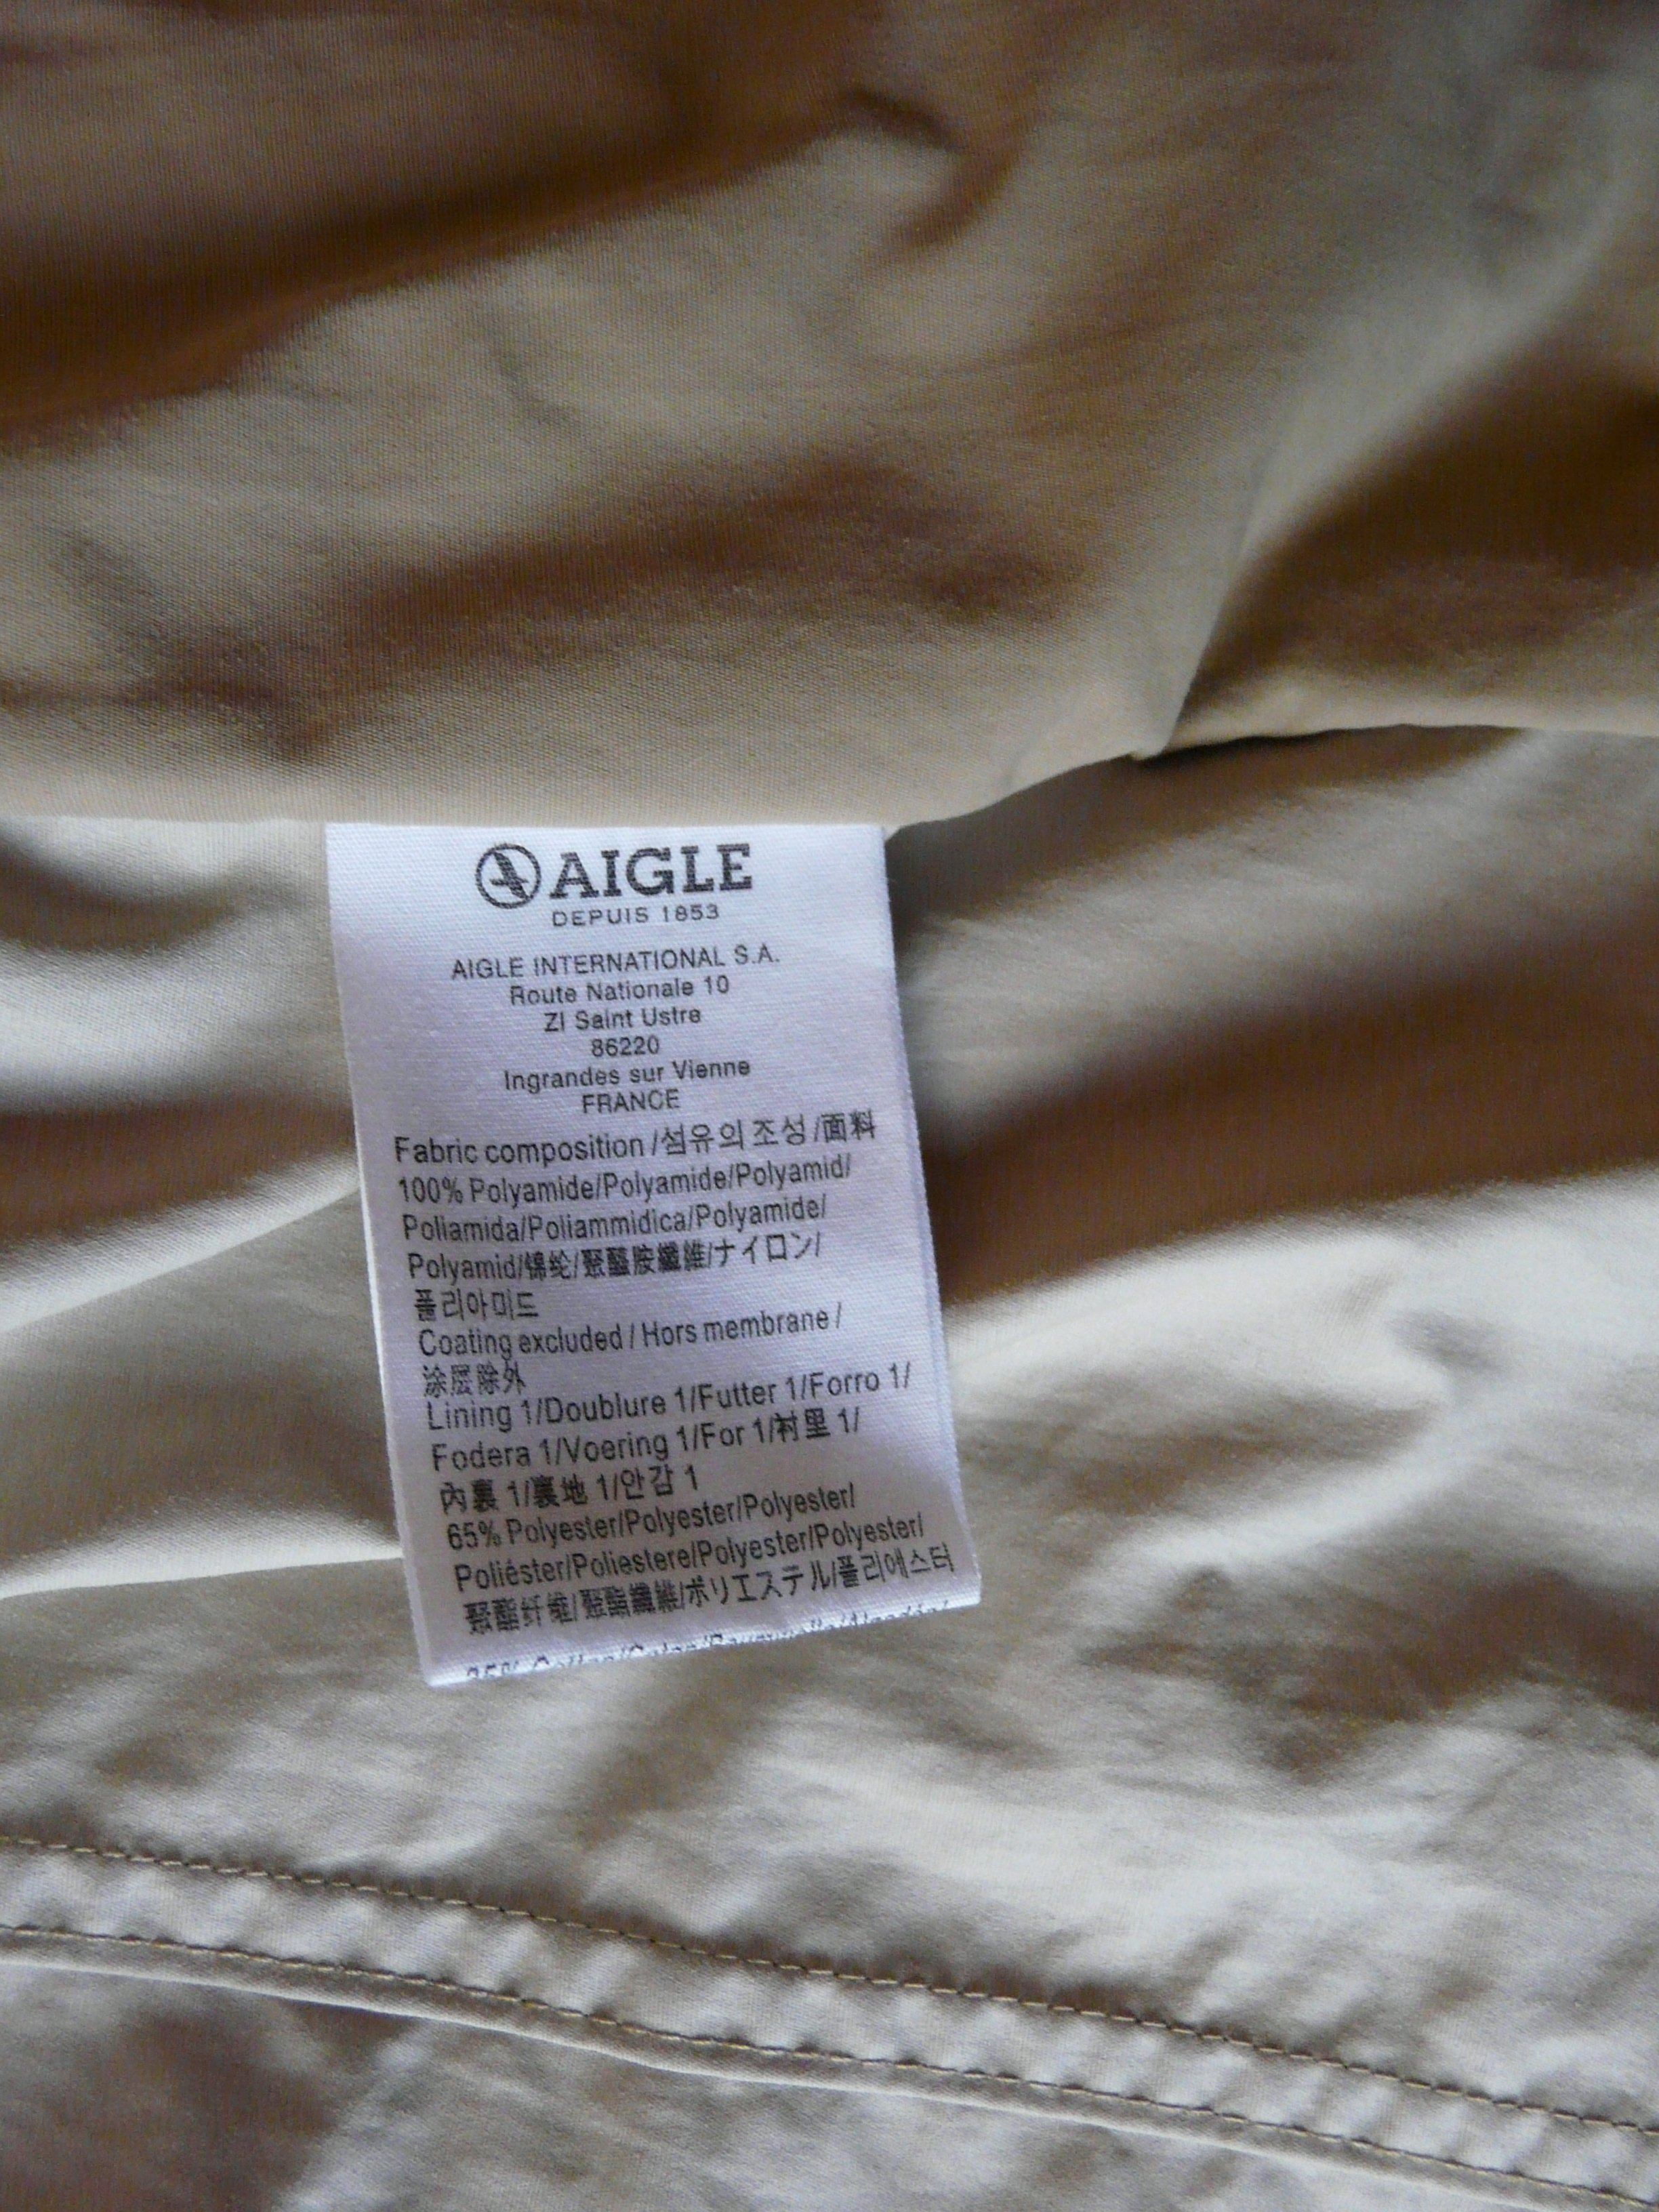 AIGLE
DEPUIS 1853
AIGLE INTERNATIONAL S.A.
Route Nationale 10
ZI Saint Ustre
86220
Ingrandes sur Vienne
FRANCE
Fabric composition /섬유의 조성 /面料
100% Polyamide/Polyamide/Polyamid/
Poliamida/Poliammidica/Polyamide/
Polyamid/锦纶/聚醯胺纖維/ナイロン/
폴리아미드
Coating excluded / Hors membrane /
涂层除外
Lining 1/Doublure 1/Futter 1/Forro 1/
Fodera 1/Voering 1/For 1/衬里 1/
內裏 1/裏地 1/안감 1
65% Polyester/Polyester/Polyester/
Poliéster/Poliestere/Polyester/Polyester/
聚酯纤维/聚酯纖維/ポリエステル/폴리에스터
35% Cotton/Coton/Baumwolle/Algodón/